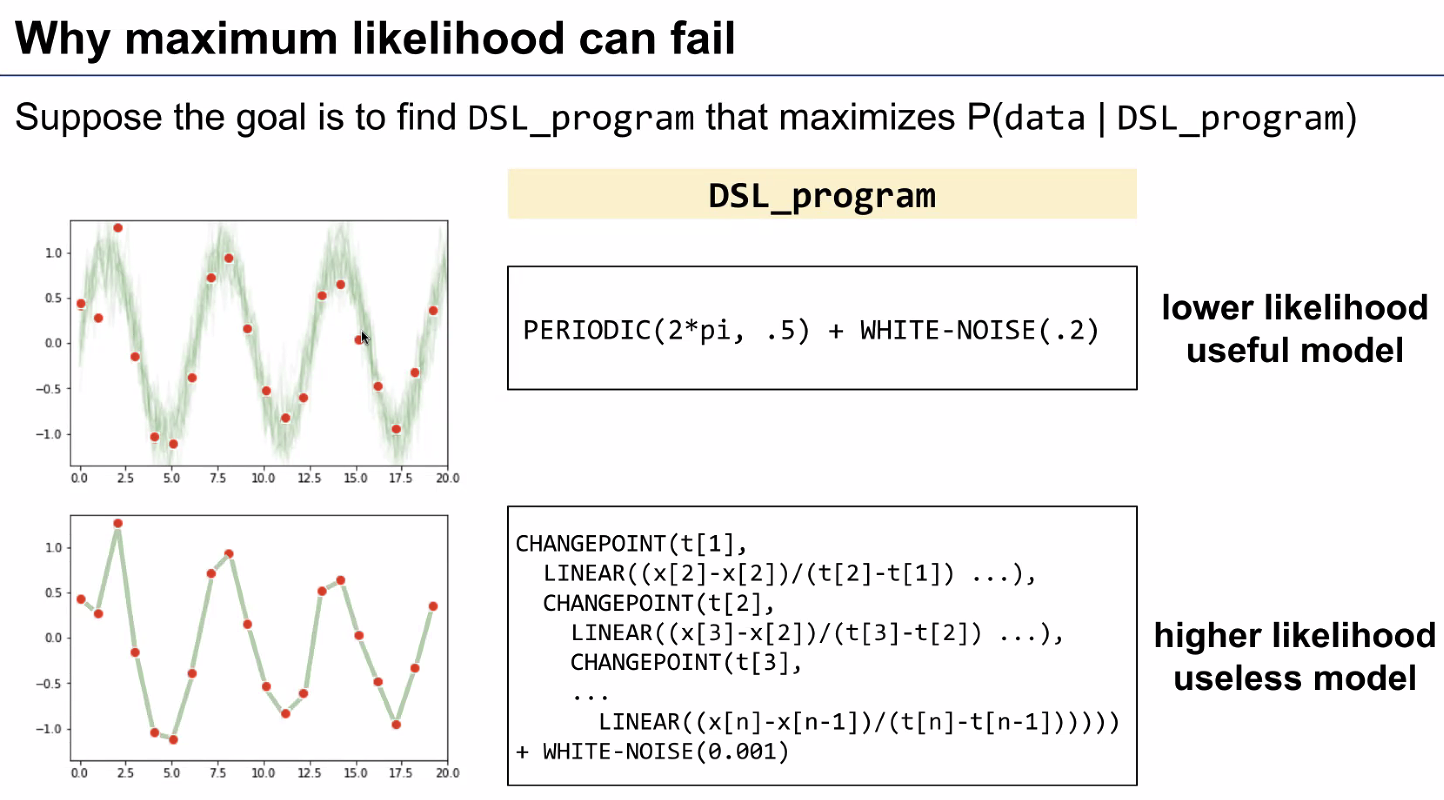 Why maximum likelihood can fail
Suppose the goal is to find DSL_program that maximizes P(data | DSL_program)
DSL_program
1.0
0.5
0.0
−0.5
−1.0
0.0 2.5 5.0 7.5 10.0 12.5 15.0 17.5 20.0
PERIODIC(2*pi, .5) + WHITE-NOISE(.2)
lower likelihood
useful model
1.0
0.5
0.0
−0.5
−1.0
0.0 2.5 5.0 7.5 10.0 12.5 15.0 17.5 20.0
CHANGEPOINT(t[1],
LINEAR((x[2]-x[2])/(t[2]-t[1]) ...),
CHANGEPOINT(t[2],
LINEAR((x[3]-x[2])/(t[3]-t[2]) ...),
CHANGEPOINT(t[3],
...
LINEAR((x[n]-x[n-1])/(t[n]-t[n-1])))))
+ WHITE-NOISE(0.001)
higher likelihood
useless model